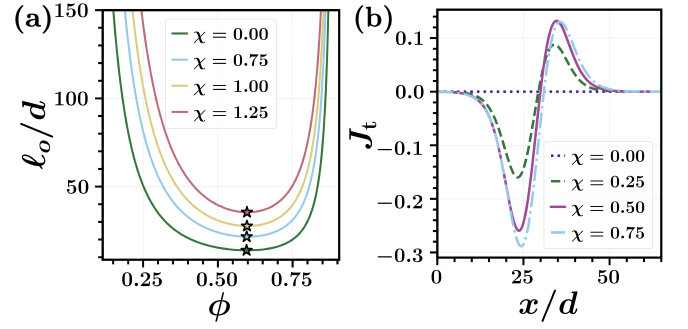 (a)
150
100
50
ℓₒ/d
0.25
0.50
0.75
ϕ
χ = 0.00
χ = 0.75
χ = 1.00
χ = 1.25
(b)
0.1
0.0
−0.1
−0.2
−0.3
Jₜ
0
25
50
x/d
χ = 0.00
χ = 0.25
χ = 0.50
χ = 0.75